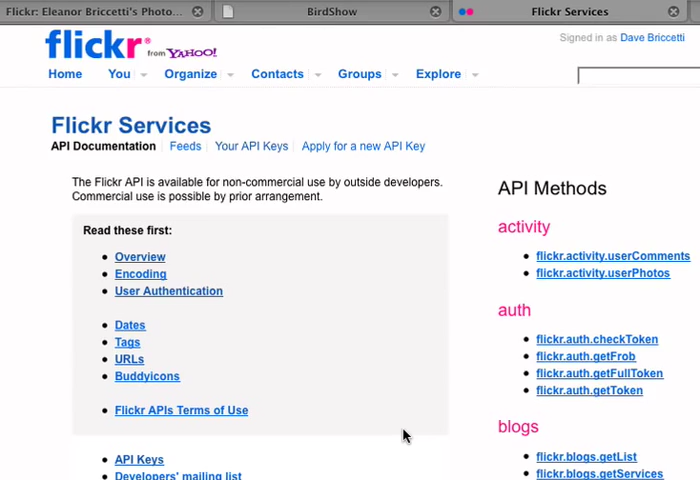 Flickr: Eleanor Briccetti's Photo... BirdShow Flickr Services
Signed in as Dave Briccetti
flickr from YAHOO!
Home You Organize Contacts Groups Explore
Flickr Services
API Documentation Feeds Your API Keys Apply for a new API Key
The Flickr API is available for non-commercial use by outside developers.
Commercial use is possible by prior arrangement.
Read these first:
Overview
Encoding
User Authentication
Dates
Tags
URLs
Buddyicons
Flickr APIs Terms of Use
API Keys
Developers' mailing list
API Methods
activity
flickr.activity.userComments
flickr.activity.userPhotos
auth
flickr.auth.checkToken
flickr.auth.getFrob
flickr.auth.getFullToken
flickr.auth.getToken
blogs
flickr.blogs.getList
flickr.blogs.getServices